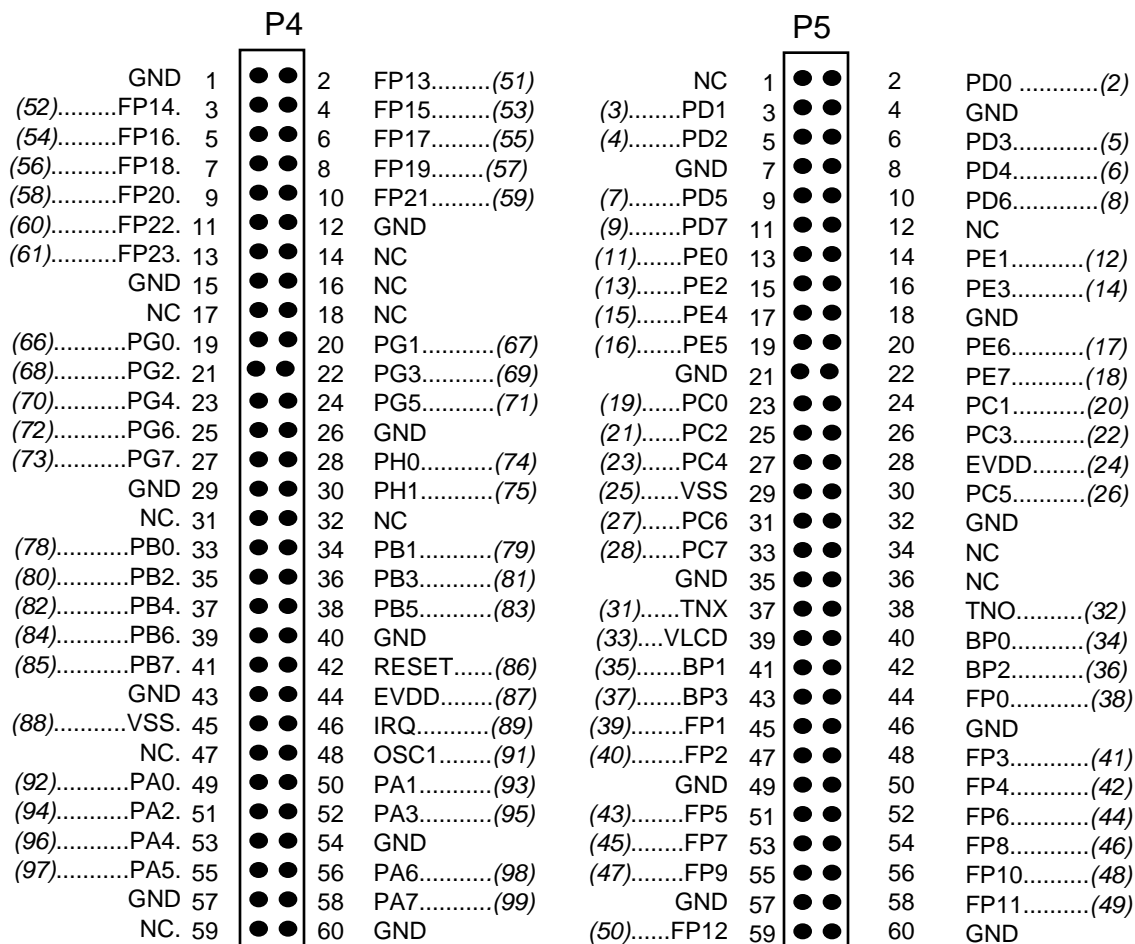 P4 P5
GND 1 2 FP13.........(51) NC 1 2 PD0 ............(2)
(52).........FP14. 3 4 FP15.........(53) (3)........PD1 3 4 GND
(54)..........FP16. 5 6 FP17.........(55) (4)........PD2 5 6 PD3............(5)
(56)..........FP18. 7 8 FP19........(57) GND 7 8 PD4............(6)
(58)..........FP20. 9 10 FP21.........(59) (7)........PD5 9 10 PD6............(8)
(60)..........FP22. 11 12 GND (9)........PD7 11 12 NC
(61)..........FP23. 13 14 NC (11).......PE0 13 14 PE1...........(12)
GND 15 16 NC (13).......PE2 15 16 PE3...........(14)
NC 17 18 NC (15).......PE4 17 18 GND
(66)...........PG0. 19 20 PG1...........(67) (16).......PE5 19 20 PE6...........(17)
(68)...........PG2. 21 22 PG3...........(69) GND 21 22 PE7...........(18)
(70)...........PG4. 23 24 PG5...........(71) (19)......PC0 23 24 PC1...........(20)
(72)...........PG6. 25 26 GND (21)......PC2 25 26 PC3...........(22)
(73)...........PG7. 27 28 PH0...........(74) (23)......PC4 27 28 EVDD........(24)
GND 29 30 PH1...........(75) (25)......VSS 29 30 PC5...........(26)
NC. 31 32 NC (27)......PC6 31 32 GND
(78)...........PB0. 33 34 PB1...........(79) (28)......PC7 33 34 NC
(80)...........PB2. 35 36 PB3...........(81) GND 35 36 NC
(82)...........PB4. 37 38 PB5...........(83) (31)......TNX 37 38 TNO..........(32)
(84)...........PB6. 39 40 GND (33)....VLCD 39 40 BP0...........(34)
(85)...........PB7. 41 42 RESET......(86) (35).......BP1 41 42 BP2...........(36)
GND 43 44 EVDD........(87) (37).......BP3 43 44 FP0............(38)
(88)..........VSS. 45 46 IRQ...........(89) (39)........FP1 45 46 GND
NC. 47 48 OSC1........(91) (40)........FP2 47 48 FP3............(41)
(92)...........PA0. 49 50 PA1...........(93) GND 49 50 FP4............(42)
(94)...........PA2. 51 52 PA3...........(95) (43)........FP5 51 52 FP6............(44)
(96)...........PA4. 53 54 GND (45)........FP7 53 54 FP8............(46)
(97)...........PA5. 55 56 PA6...........(98) (47)........FP9 55 56 FP10..........(48)
GND 57 58 PA7...........(99) GND 57 58 FP11..........(49)
NC. 59 60 GND (50)......FP12 59 60 GND